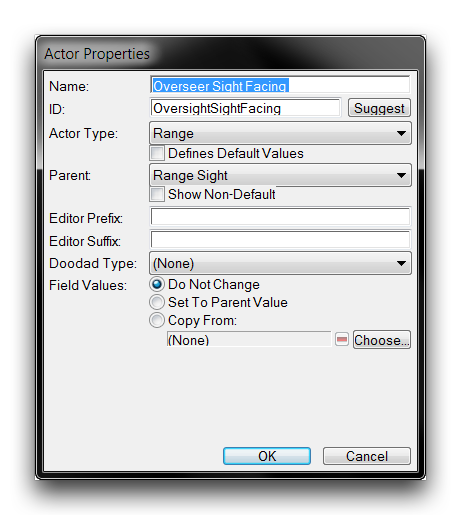 Actor Properties
Name: Overseer Sight Facing
ID: OversightSightFacing Suggest
Actor Type: Range
Defines Default Values
Parent: Range Sight
Show Non-Default
Editor Prefix:
Editor Suffix:
Doodad Type: (None)
Field Values: Do Not Change
Set To Parent Value
Copy From:
(None) Choose...
OK Cancel